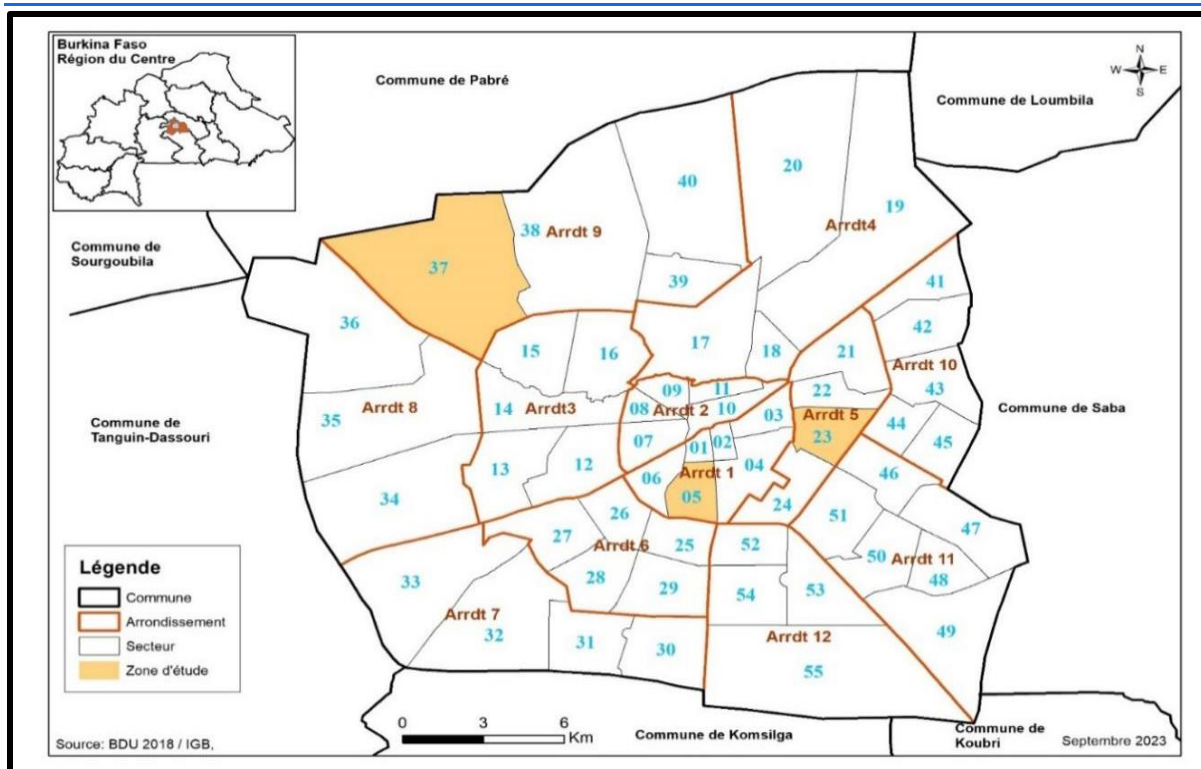 Burkina Faso
Région du Centre
Commune de Pabré
N
W E
S
Commune de Loumbila
20
40
19
38 Arrdt 9
Arrdt4
Commune de
Sourgoubila
37
39
41
36
42
17
15
16
18
21
Arrdt 10
43
09
11
22
35
Arrdt 8
14
Arrdt3
08
Arrdt 2
10
03
Arrdt 5
44
Commune de Saba
Commune de
Tanguin-Dassouri
07
23
45
01
02
13
12
06
Arrdt 1
04
46
34
05
24
26
51
47
27
Arrdt 6
25
52
50
Arrdt 11
Légende
33
28
29
54
53
48
Commune
Arrondissement
Secteur
Zone d'étude
Arrdt 7
32
31
30
Arrdt 12
49
55
0 3 6
Km
Commune de Komsilga
Commune de
Koubri
Source: BDU 2018 / IGB,
Septembre 2023